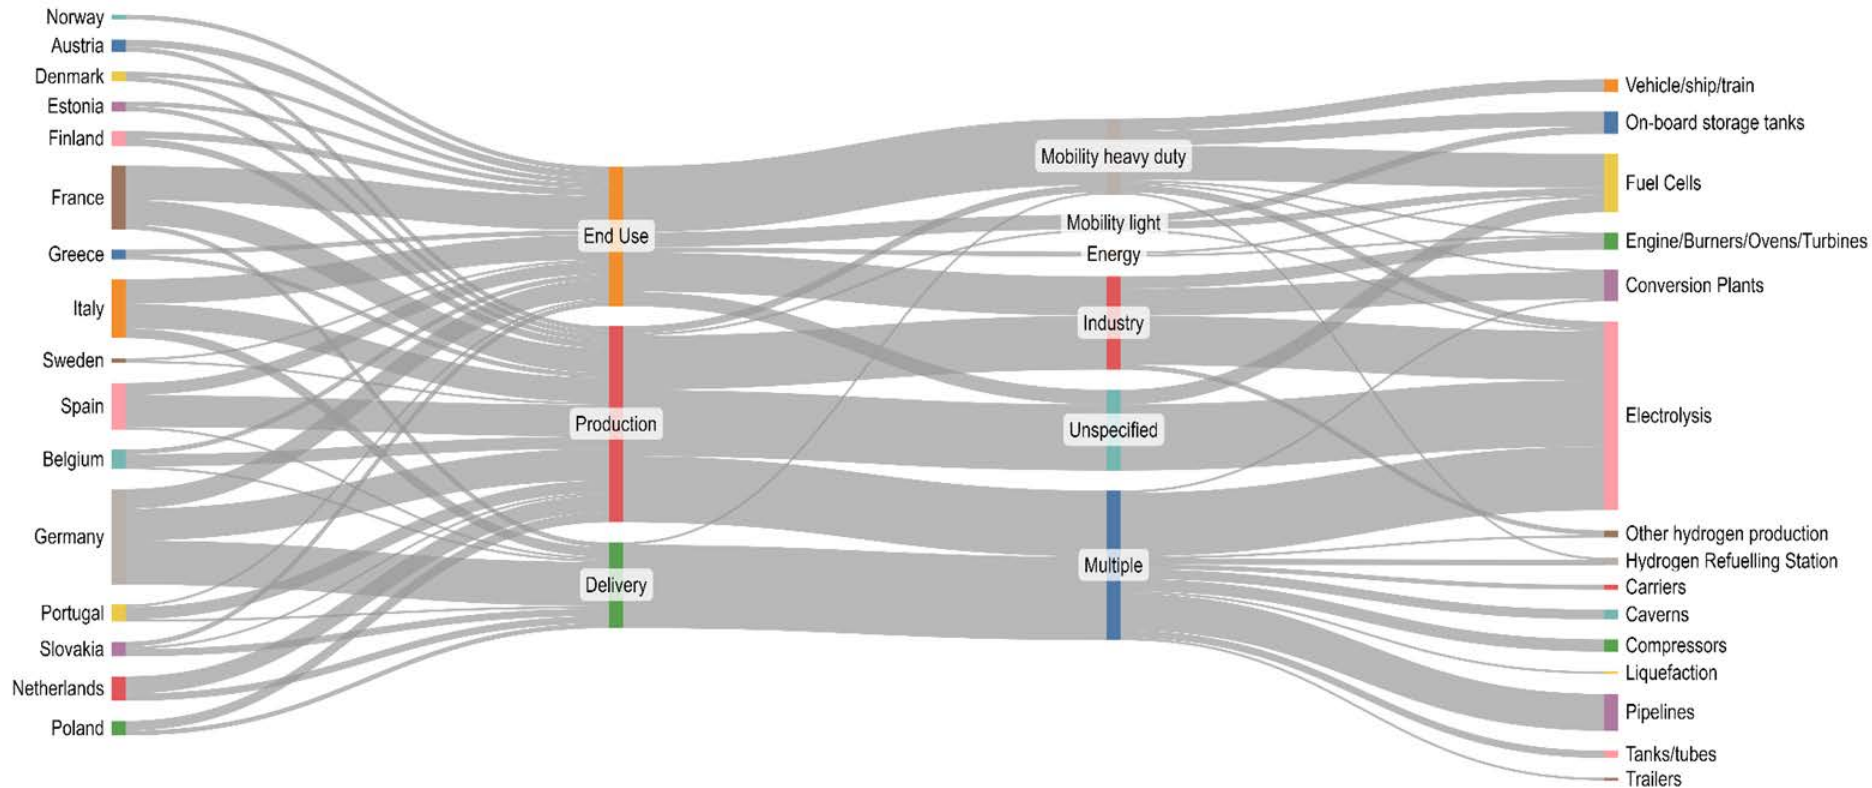 Norway
Austria
Denmark
Estonia
Finland
France
Greece
Italy
Sweden
Spain
Belgium
Germany
Portugal
Slovakia
Netherlands
Poland
End Use
Production
Delivery
Mobility heavy duty
Mobility light
Energy
Industry
Unspecified
Multiple
Vehicle/ship/train
On-board storage tanks
Fuel Cells
Engine/Burners/Ovens/Turbines
Conversion Plants
Electrolysis
Other hydrogen production
Hydrogen Refuelling Station
Carriers
Caverns
Compressors
Liquefaction
Pipelines
Tanks/tubes
Trailers